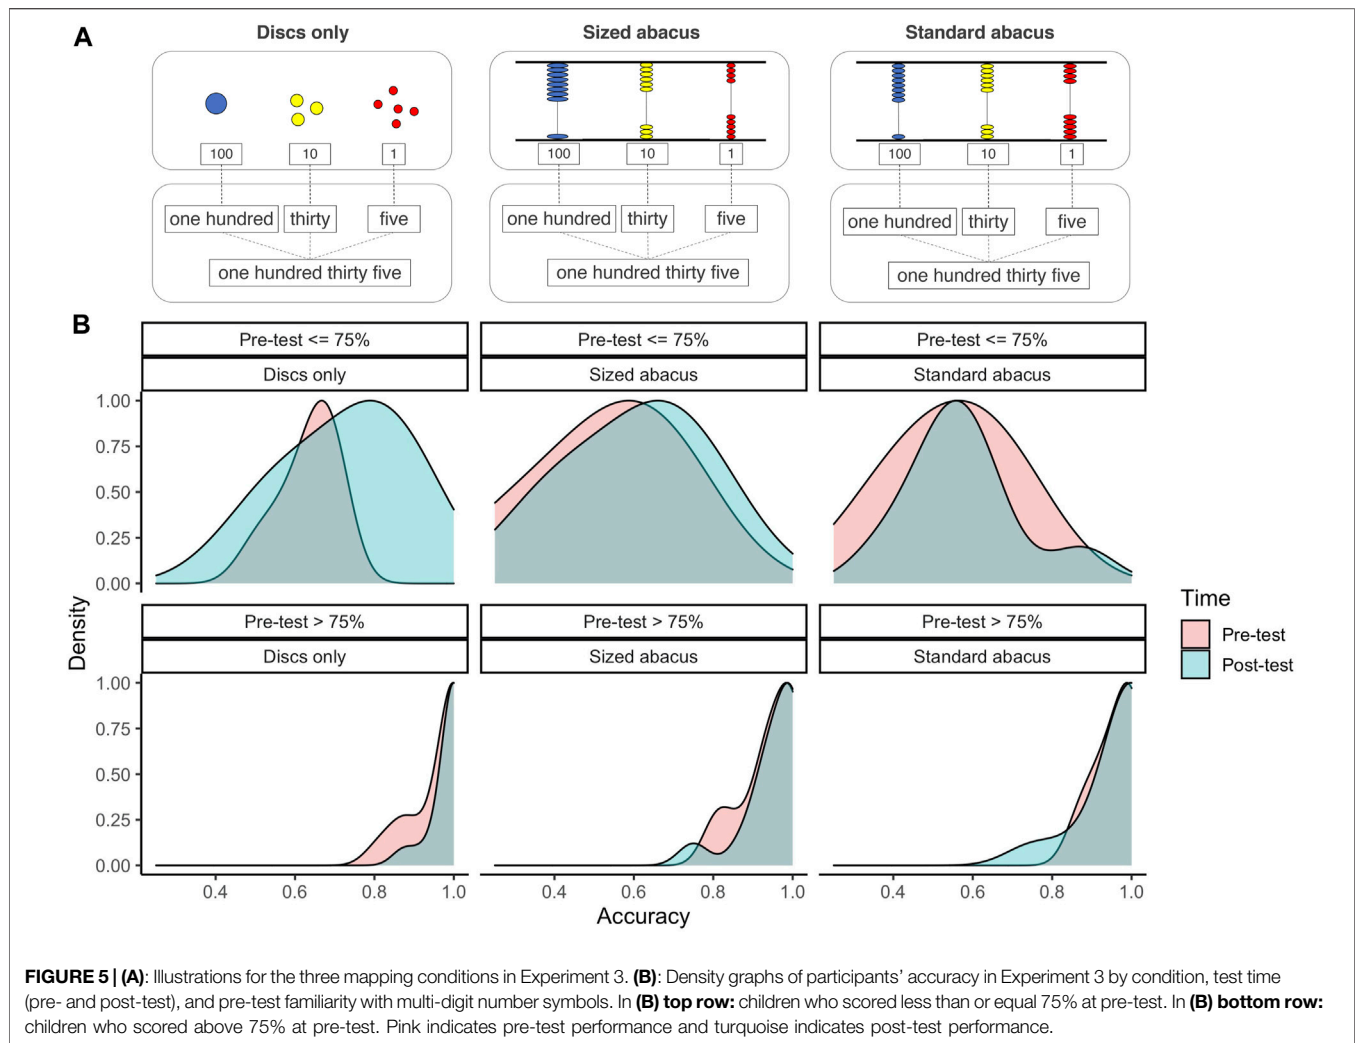 A
Discs only
Sized abacus
Standard abacus
100 10 1
100 10 1
100 10 1
one hundred thirty five
one hundred thirty five
one hundred thirty five
one hundred thirty five
one hundred thirty five
one hundred thirty five
B
Pre-test <= 75%
Pre-test <= 75%
Pre-test <= 75%
Discs only
Sized abacus
Standard abacus
1.00
0.75
0.50
0.25
0.00
Density
Pre-test > 75%
Pre-test > 75%
Pre-test > 75%
Discs only
Sized abacus
Standard abacus
1.00
0.75
0.50
0.25
0.00
0.4 0.6 0.8 1.0
0.4 0.6 0.8 1.0
0.4 0.6 0.8 1.0
Accuracy
Time
Pre-test
Post-test
FIGURE 5 | (A): Illustrations for the three mapping conditions in Experiment 3. (B): Density graphs of participants' accuracy in Experiment 3 by condition, test time
(pre- and post-test), and pre-test familiarity with multi-digit number symbols. In (B) top row: children who scored less than or equal 75% at pre-test. In (B) bottom row:
children who scored above 75% at pre-test. Pink indicates pre-test performance and turquoise indicates post-test performance.